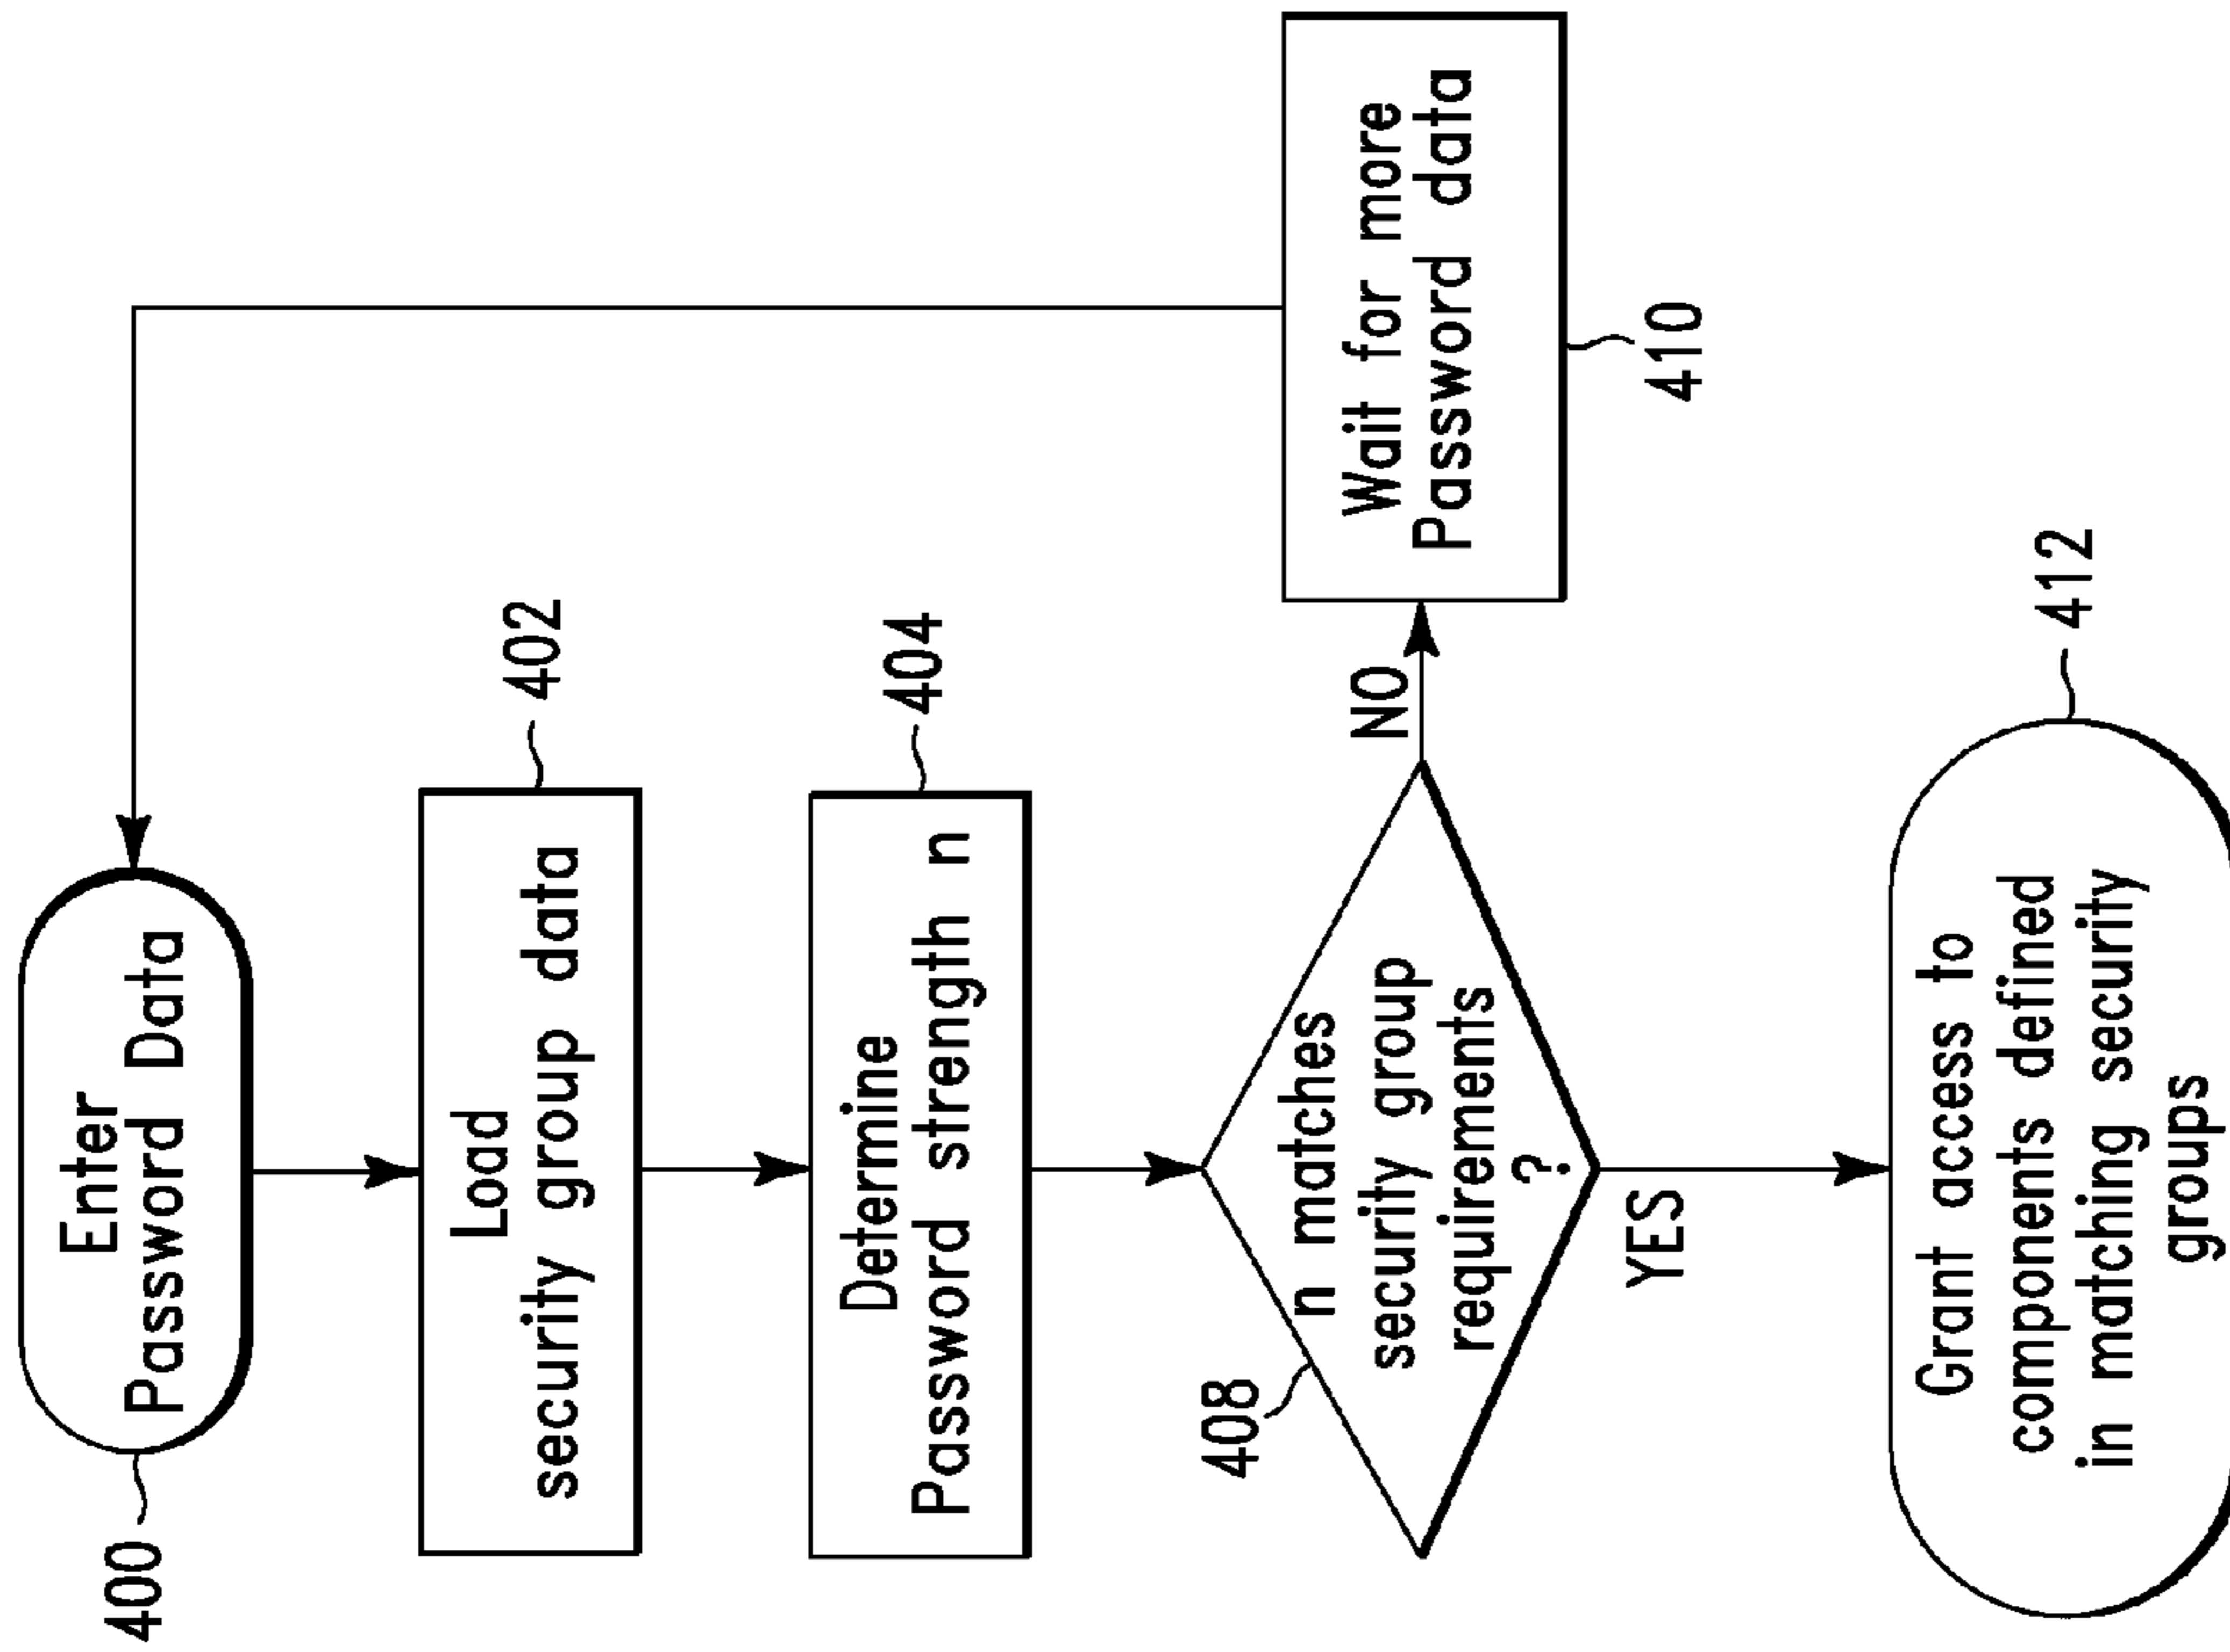 400
Enter
Password Data
402
Load
security group data
404
Determine
Password strength n
408
n matches
security group
requirements
?
NO
Wait for more
Password data
410
YES
412
Grant access to
components defined
in matching security
groups